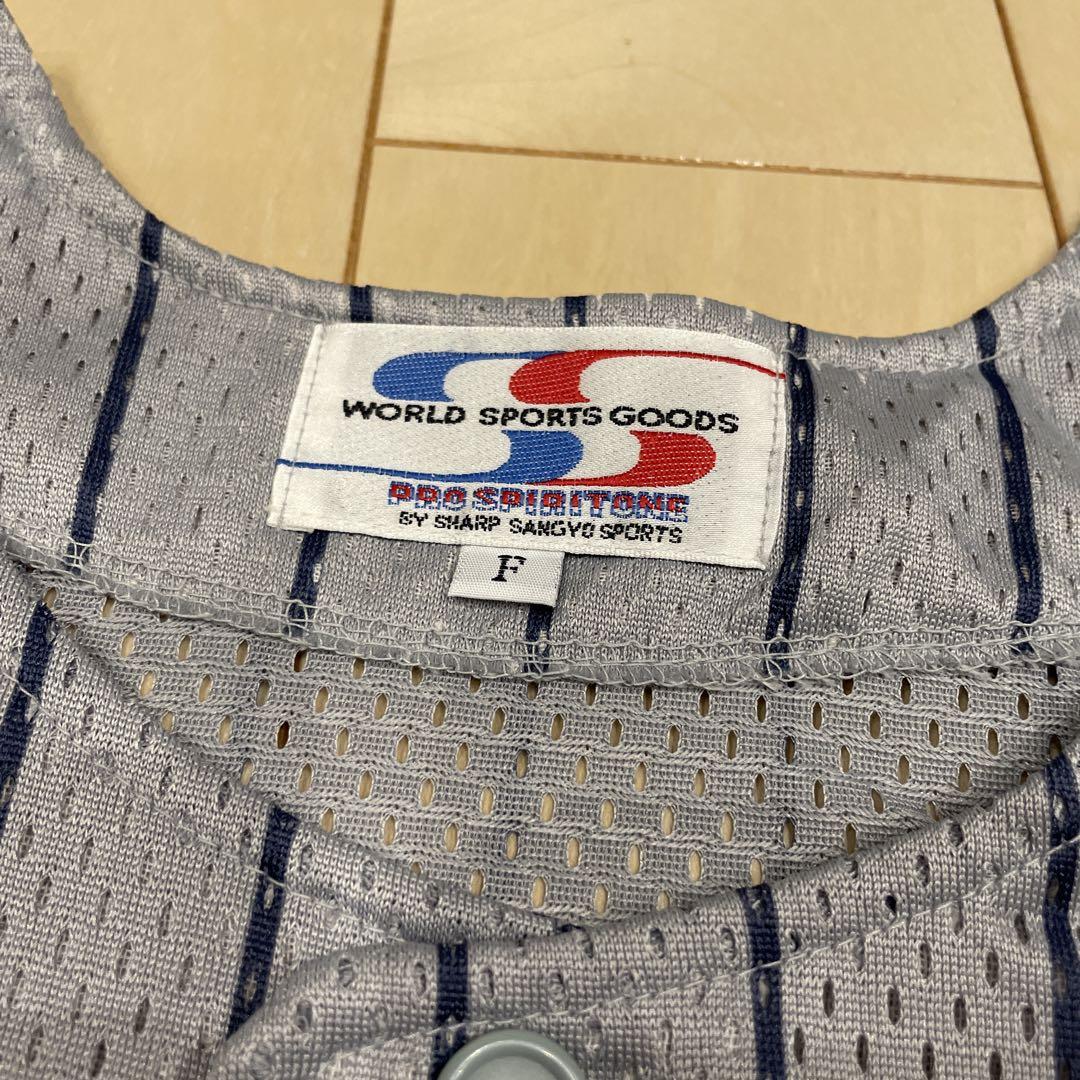 WORLD SPORTS GOODS
PRO SPIRITONE
BY SHARP SANGYO SPORTS
F